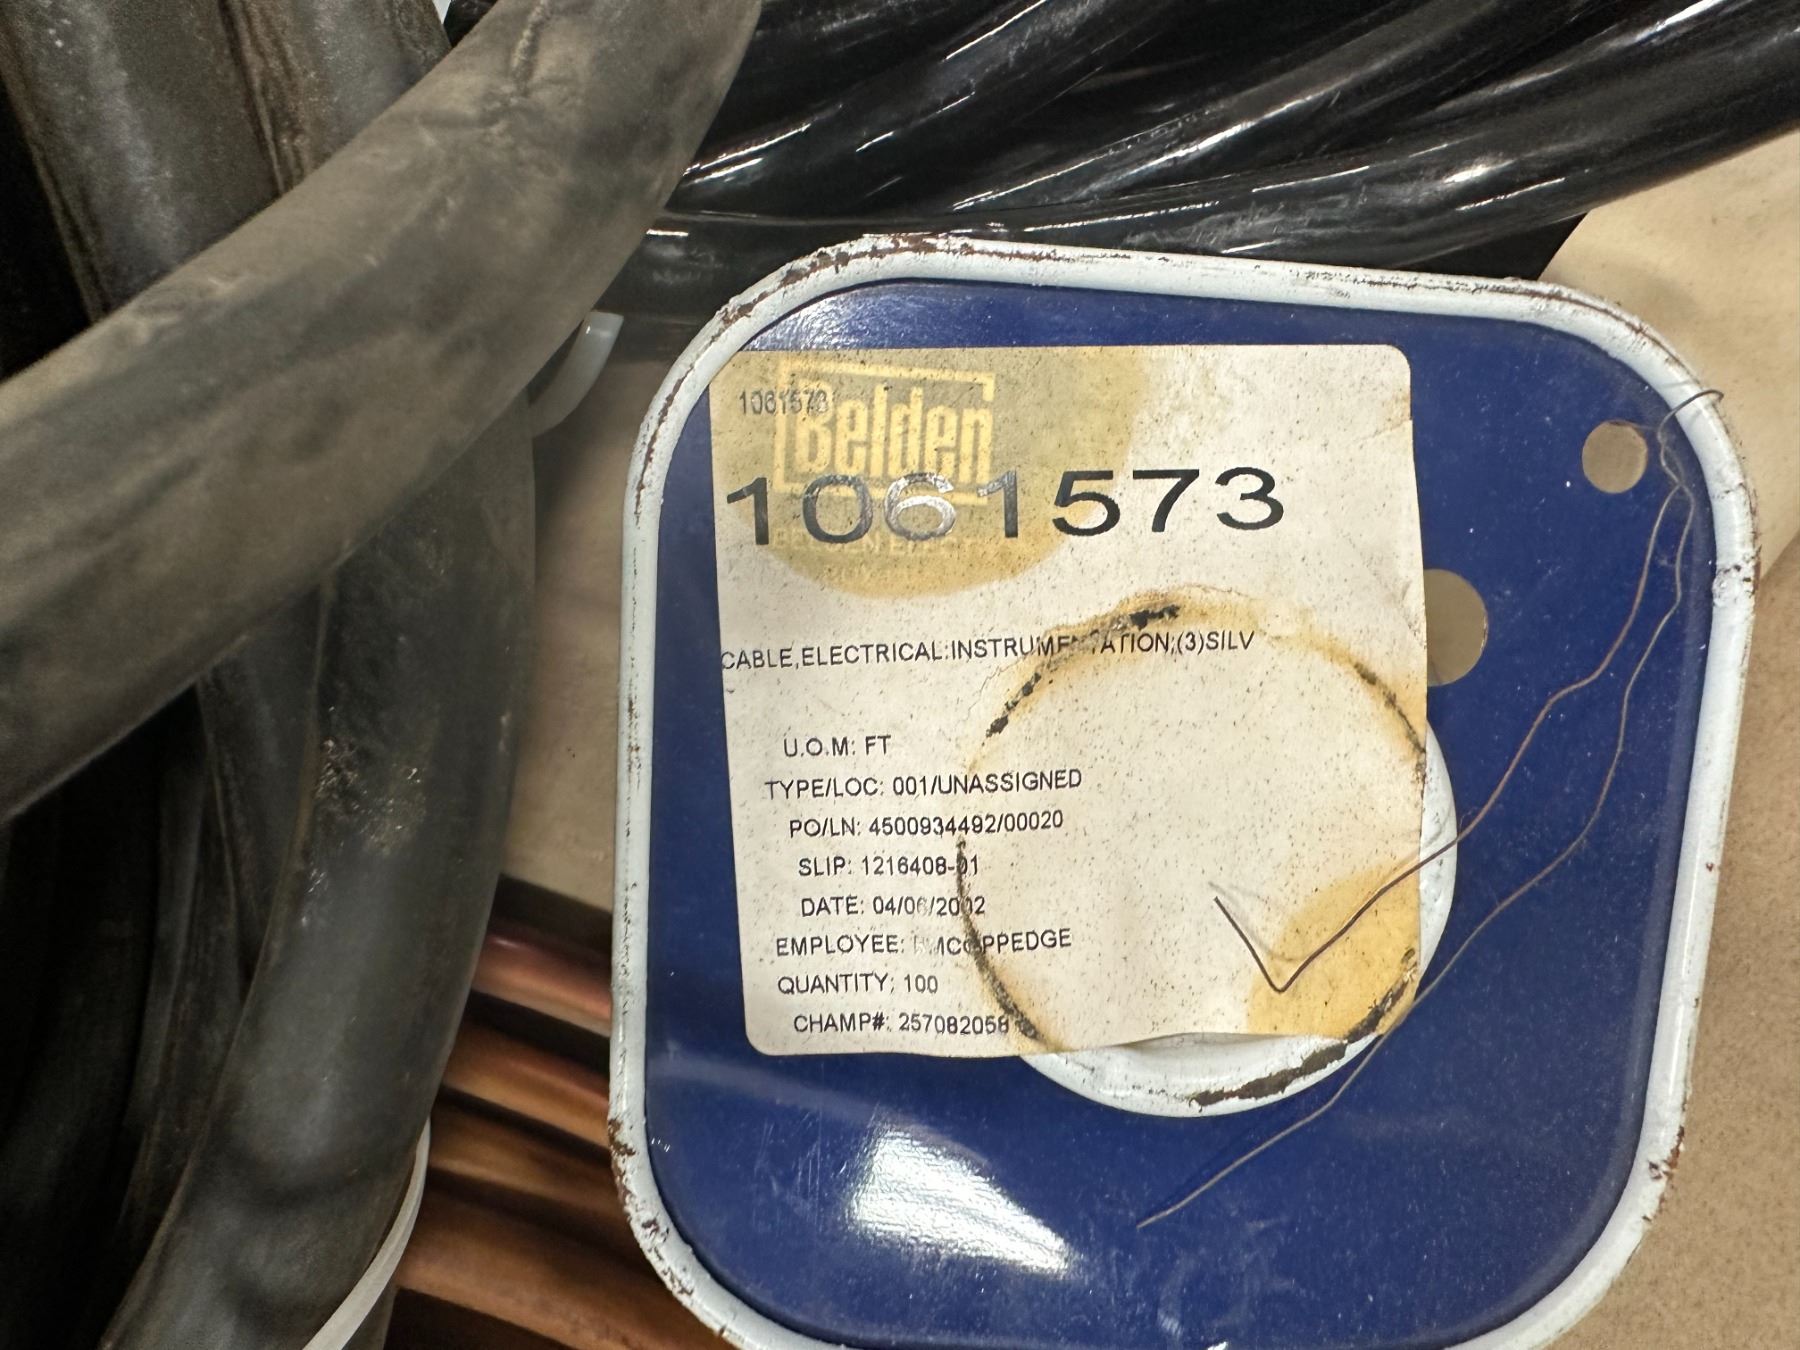 1061573
Belden
1061573
CABLE,ELECTRICAL:INSTRUMENTATION;(3)SILV
U.O.M: FT
TYPE/LOC: 001/UNASSIGNED
PO/LN: 4500934492/00020
SLIP: 1216408-01
DATE: 04/06/2002
EMPLOYEE:
QUANTITY: 100
CHAMP#: 257082058